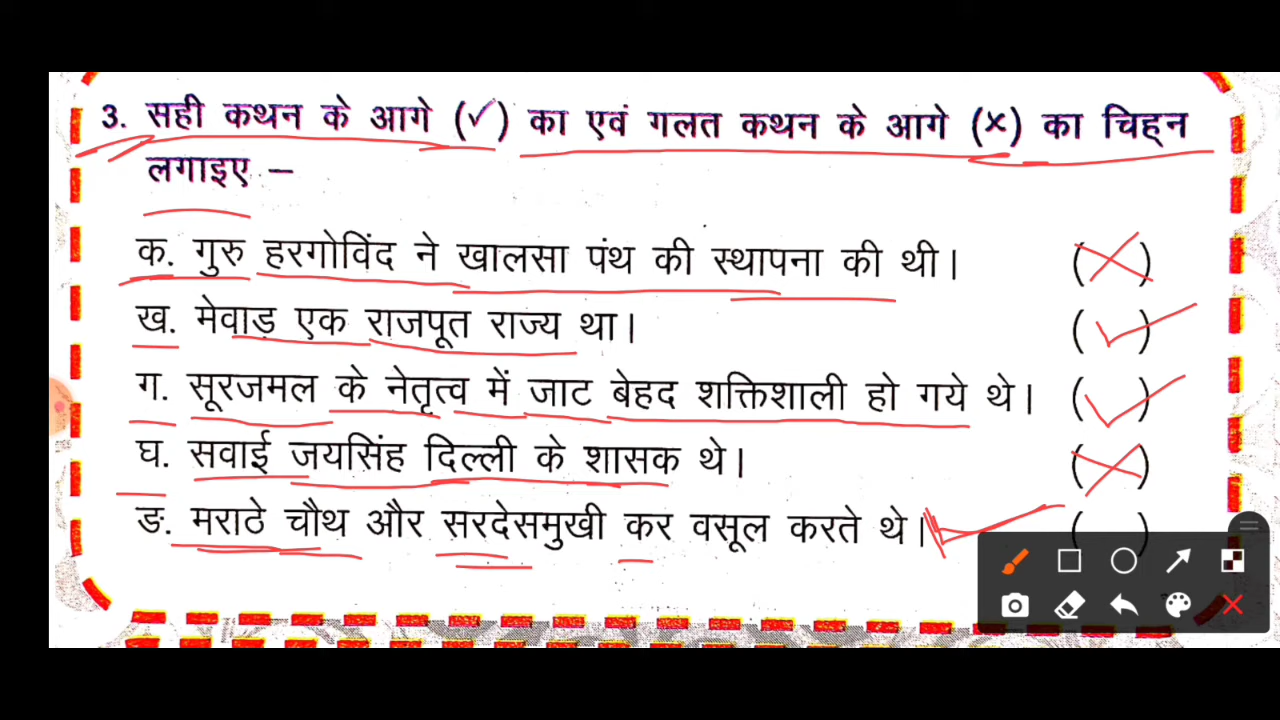 3. सही कथन के आगे (✓) का एवं गलत कथन के आगे (×) का चिह्न
लगाइए –
क. गुरु हरगोविंद ने खालसा पंथ की स्थापना की थी। (×)
ख. मेवाड़ एक राजपूत राज्य था। (✓)
ग. सूरजमल के नेतृत्व में जाट बेहद शक्तिशाली हो गये थे। (✓)
घ. सवाई जयसिंह दिल्ली के शासक थे। (×)
ङ. मराठे चौथ और सरदेसमुखी कर वसूल करते थे। ✓ ( )